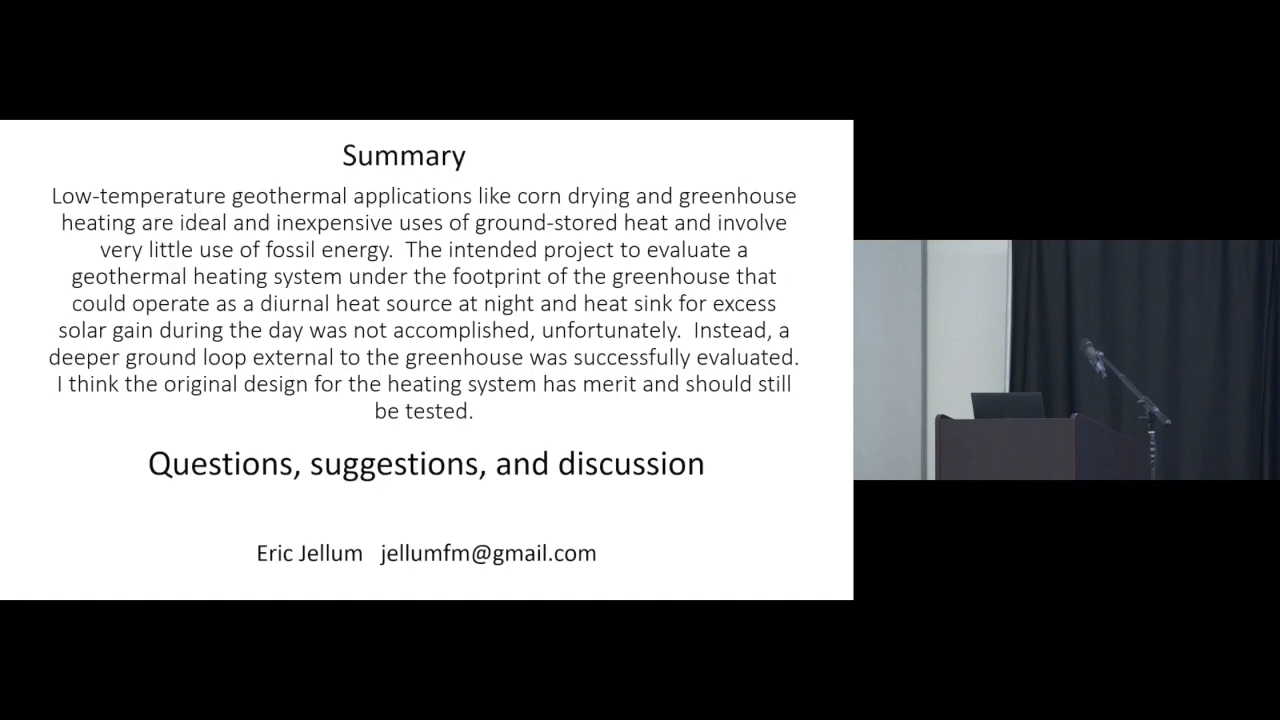 Summary
Low-temperature geothermal applications like corn drying and greenhouse
heating are ideal and inexpensive uses of ground-stored heat and involve
very little use of fossil energy.  The intended project to evaluate a
geothermal heating system under the footprint of the greenhouse that
could operate as a diurnal heat source at night and heat sink for excess
solar gain during the day was not accomplished, unfortunately.  Instead, a
deeper ground loop external to the greenhouse was successfully evaluated.
I think the original design for the heating system has merit and should still
be tested.
Questions, suggestions, and discussion
Eric Jellum   jellumfm@gmail.com